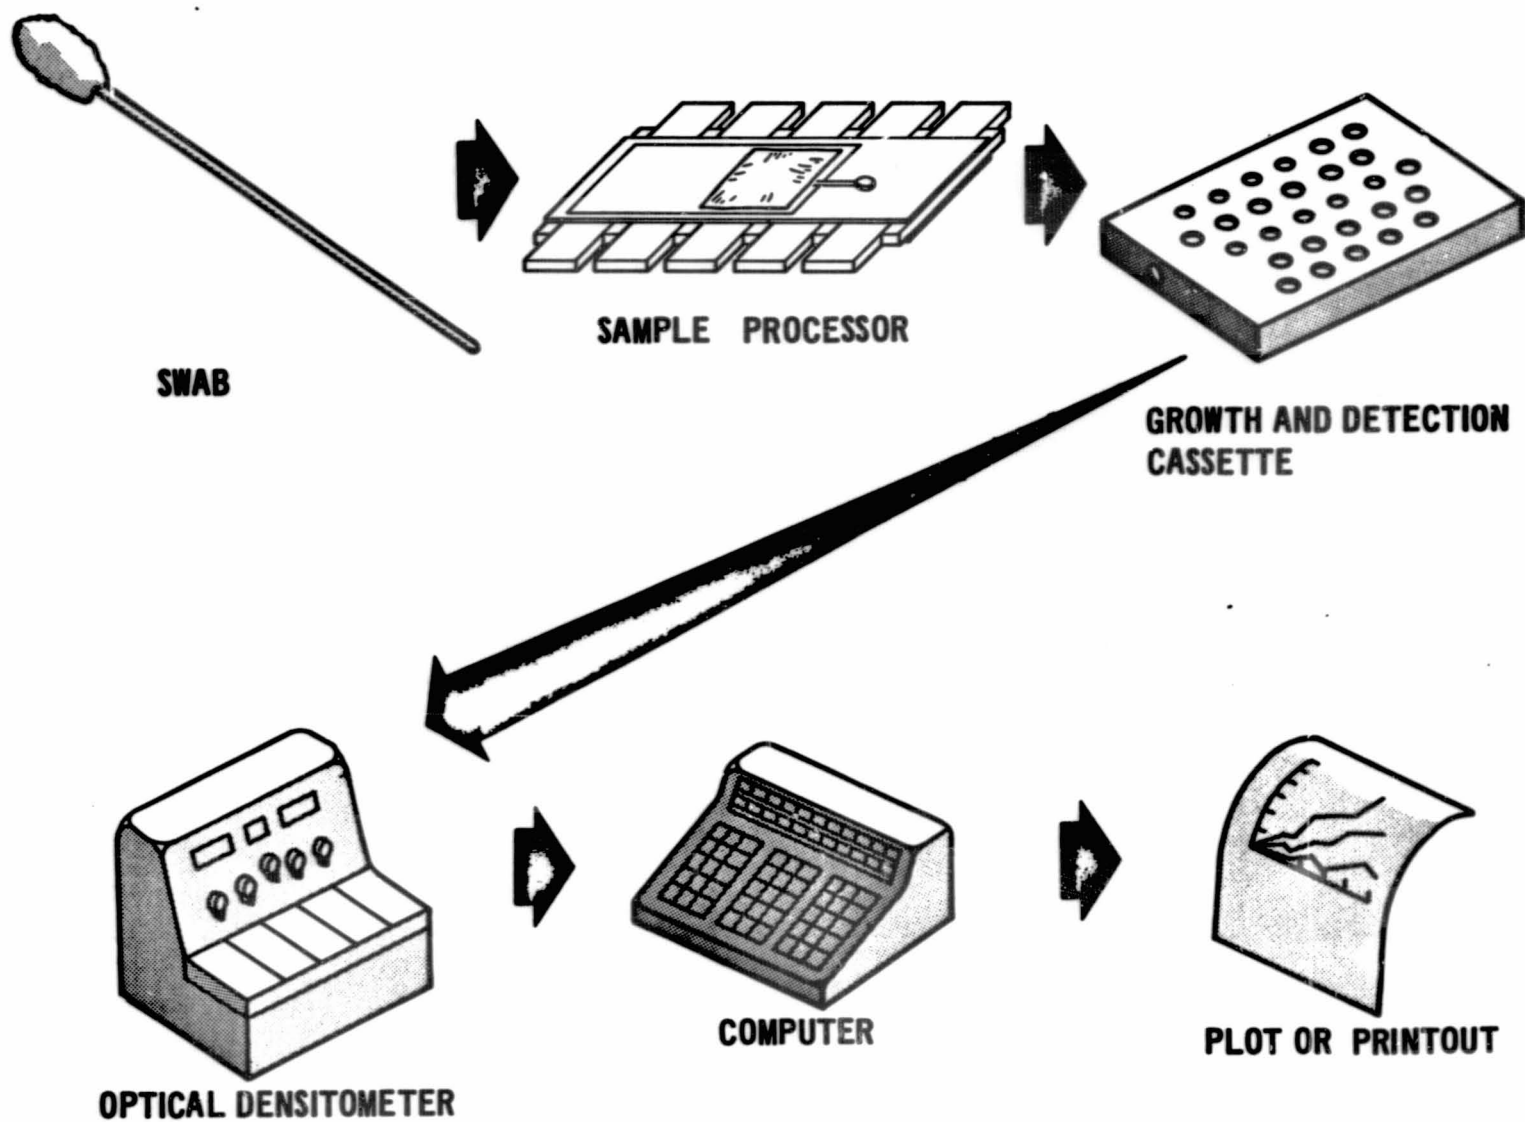 SWAB
SAMPLE PROCESSOR
GROWTH AND DETECTION
CASSETTE
OPTICAL DENSITOMETER
COMPUTER
PLOT OR PRINTOUT